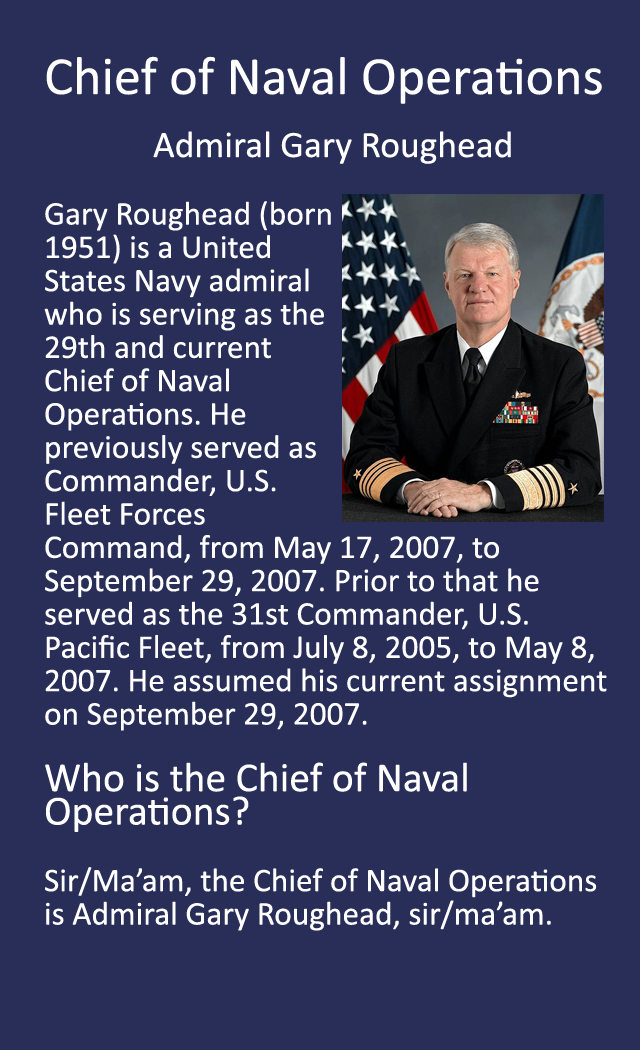 Chief of Naval Operations
Admiral Gary Roughead
Gary Roughead (born
1951) is a United
States Navy admiral
who is serving as the
29th and current
Chief of Naval
Operations. He
previously served as
Commander, U.S.
Fleet Forces
Command, from May 17, 2007, to
September 29, 2007. Prior to that he
served as the 31st Commander, U.S.
Pacific Fleet, from July 8, 2005, to May 8,
2007. He assumed his current assignment
on September 29, 2007.
Who is the Chief of Naval
Operations?
Sir/Ma’am, the Chief of Naval Operations
is Admiral Gary Roughead, sir/ma’am.